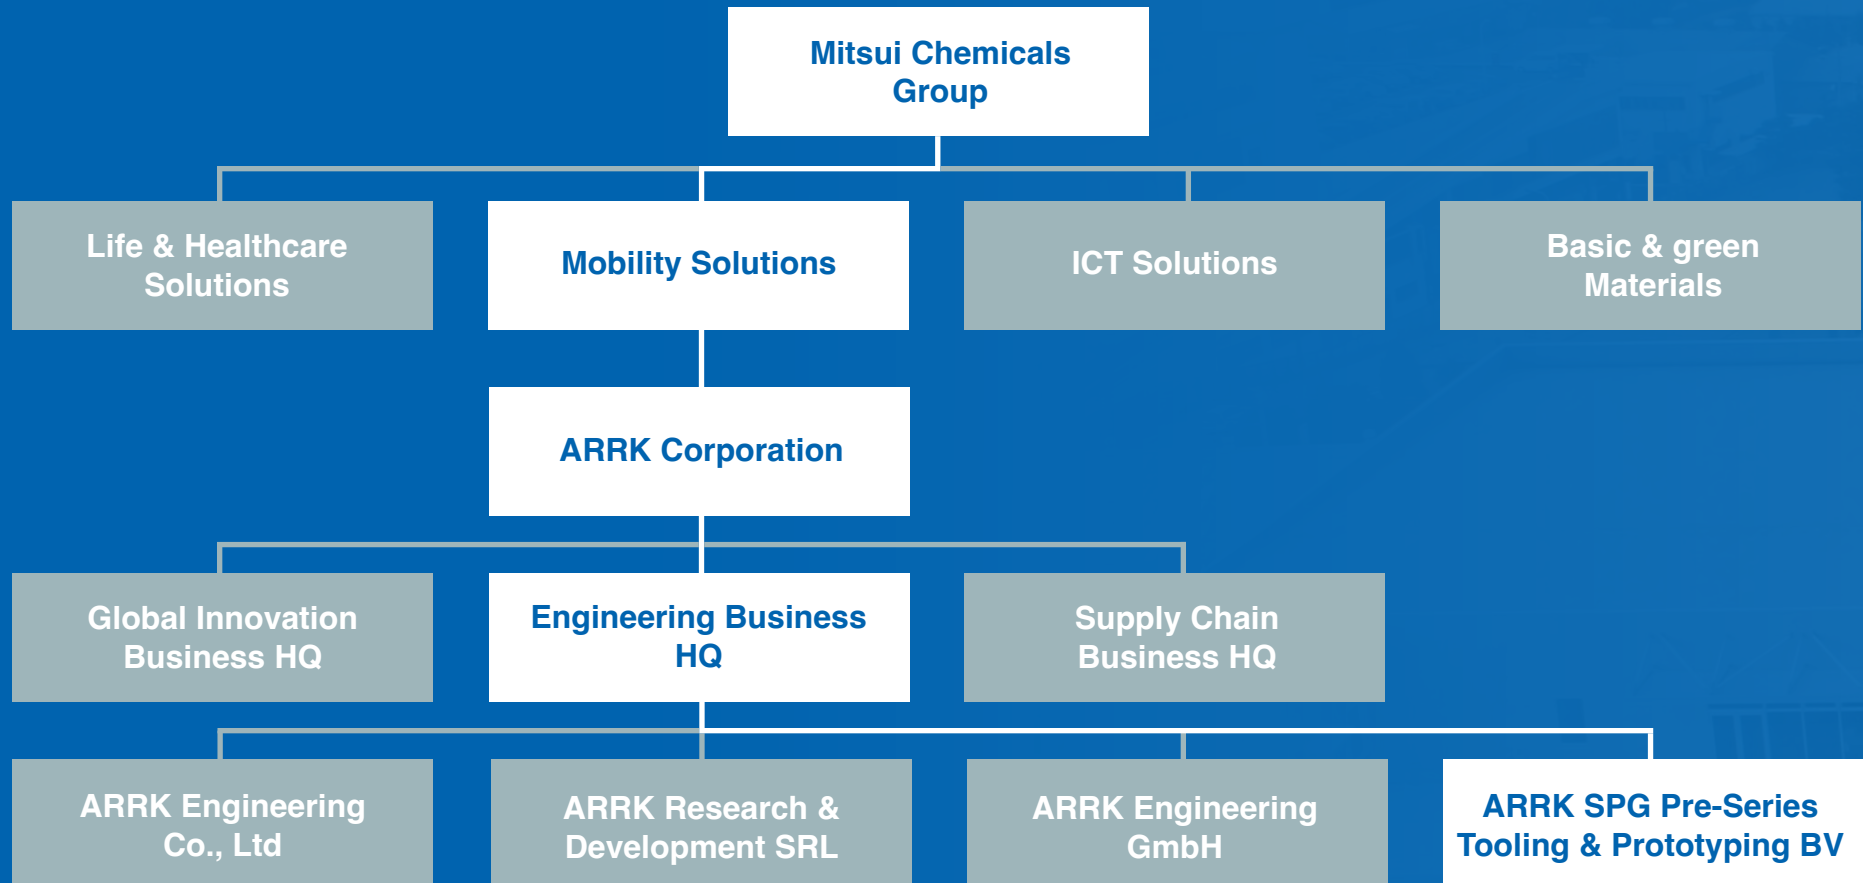 Mitsui Chemicals
Group
Life & Healthcare
Solutions
Mobility Solutions
ICT Solutions
Basic & green
Materials
ARRK Corporation
Global Innovation
Business HQ
Engineering Business
HQ
Supply Chain
Business HQ
ARRK Engineering
Co., Ltd
ARRK Research &
Development SRL
ARRK Engineering
GmbH
ARRK SPG Pre-Series
Tooling & Prototyping BV